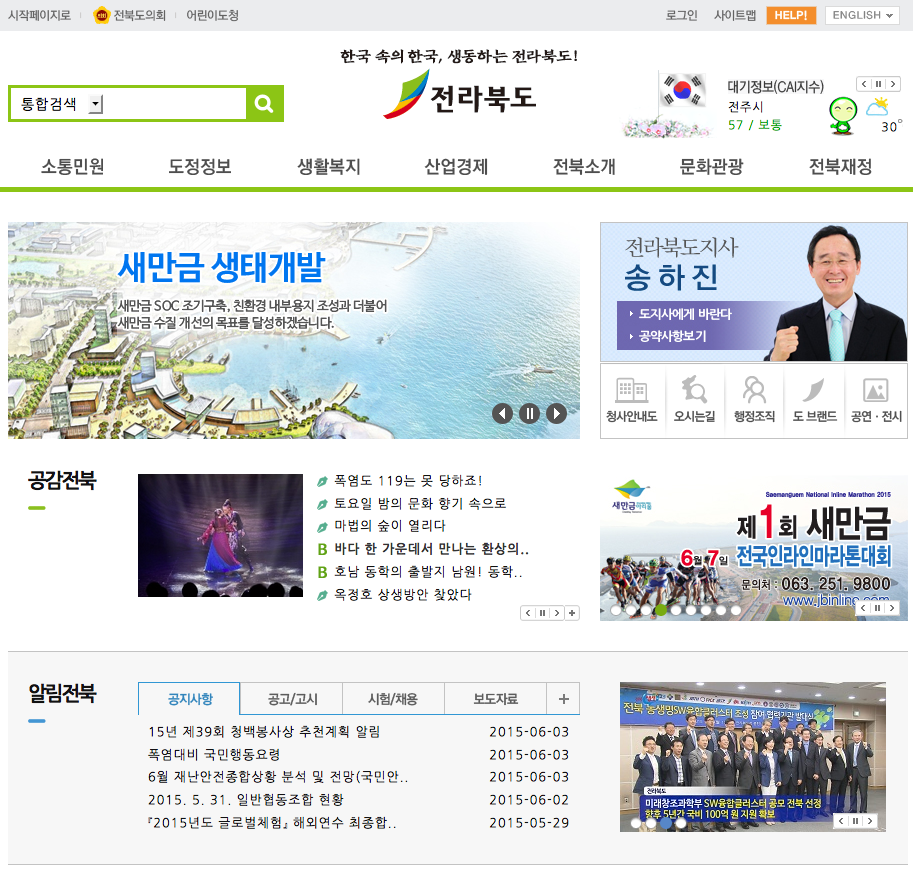 시작페이지로 전북도의회 어린이도청
로그인 사이트맵 HELP! ENGLISH
한국 속의 한국, 생동하는 전라북도!
통합검색
전라북도
대기정보(CAI지수)
전주시
57 / 보통
30°
소통민원 도정정보 생활복지 산업경제 전북소개 문화관광 전북재정
새만금 생태개발
새만금 SOC 조기구축, 친환경 내부용지 조성과 더불어
새만금 수질 개선의 목표를 달성하겠습니다.
전라북도지사
송하진
도지사에게 바란다
공약사항보기
청사안내도 오시는길 행정조직 도 브랜드 공연·전시
공감전북
폭염도 119는 못 당하죠!
토요일 밤의 문화 향기 속으로
마법의 숲이 열리다
B 바다 한 가운데서 만나는 환상의..
B 호남 동학의 출발지 남원! 동학..
옥정호 상생방안 찾았다
Saemanguem National Inline Marathon 2015
제1회 새만금
전국인라인마라톤대회
6월 7일
문의처 : 063. 251. 9800
www.jbinline.com
알림전북
공지사항 공고/고시 시험/채용 보도자료
15년 제39회 청백봉사상 추천계획 알림 2015-06-03
폭염대비 국민행동요령 2015-06-03
6월 재난안전종합상황 분석 및 전망(국민안.. 2015-06-03
2015. 5. 31. 일반협동조합 현황 2015-06-02
『2015년도 글로벌체험』 해외연수 최종합.. 2015-05-29
전북 농생명SW융합클러스터 조성 참여 협력기관 발대식
전라북도
미래창조과학부 SW융합클러스터 공모 전북 선정
향후 5년간 국비 100억 원 지원 확보